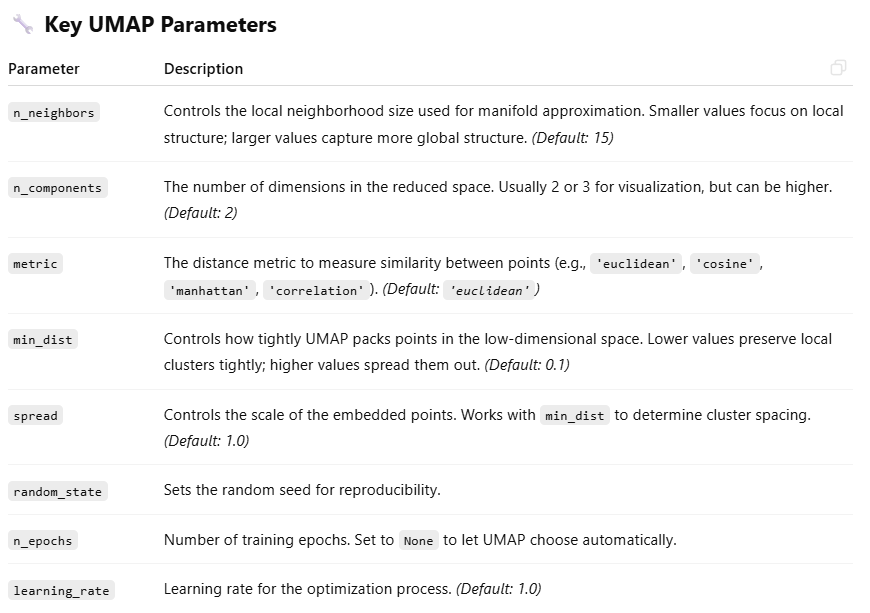 🔧 Key UMAP Parameters
Parameter Description
n_neighbors Controls the local neighborhood size used for manifold approximation. Smaller values focus on local
structure; larger values capture more global structure. (Default: 15)
n_components The number of dimensions in the reduced space. Usually 2 or 3 for visualization, but can be higher.
(Default: 2)
metric The distance metric to measure similarity between points (e.g., 'euclidean', 'cosine',
'manhattan', 'correlation'). (Default: 'euclidean')
min_dist Controls how tightly UMAP packs points in the low-dimensional space. Lower values preserve local
clusters tightly; higher values spread them out. (Default: 0.1)
spread Controls the scale of the embedded points. Works with min_dist to determine cluster spacing.
(Default: 1.0)
random_state Sets the random seed for reproducibility.
n_epochs Number of training epochs. Set to None to let UMAP choose automatically.
learning_rate Learning rate for the optimization process. (Default: 1.0)